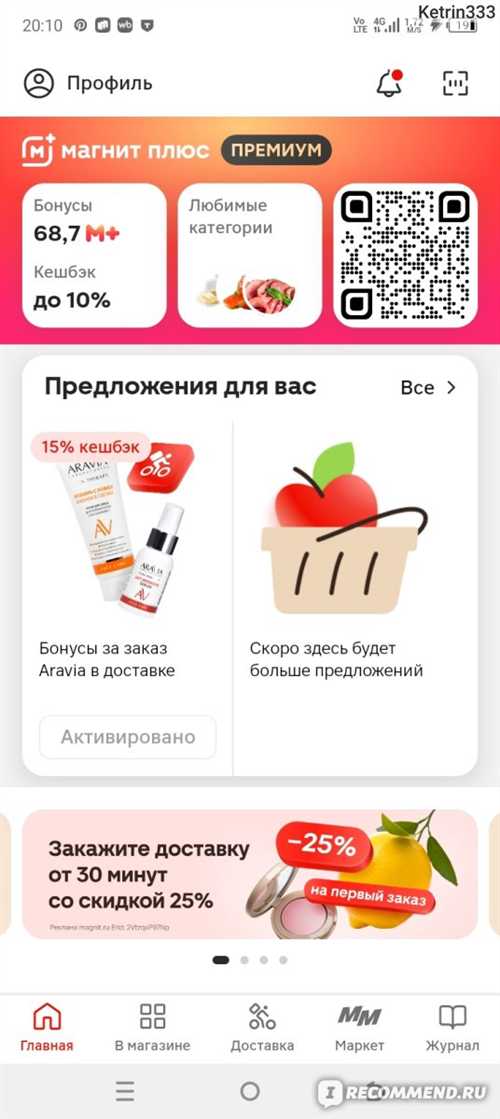 Ketrin333
20:10
Vo LTE 4G 1,72 M/S 19
Профиль
магнит плюс ПРЕМИУМ
Бонусы
68,7 М+
Кешбэк
до 10%
Любимые
категории
Предложения для вас
Все
15% кешбэк
ARAVIA
ARAVIA
Бонусы за заказ
Aravia в доставке
Активировано
Скоро здесь будет
больше предложений
Закажите доставку
от 30 минут
со скидкой 25%
Реклама magnit.ru Erid:
−25%
на первый заказ
Главная
В магазине
Доставка
ММ
Маркет
Журнал
I RECOMMEND.RU